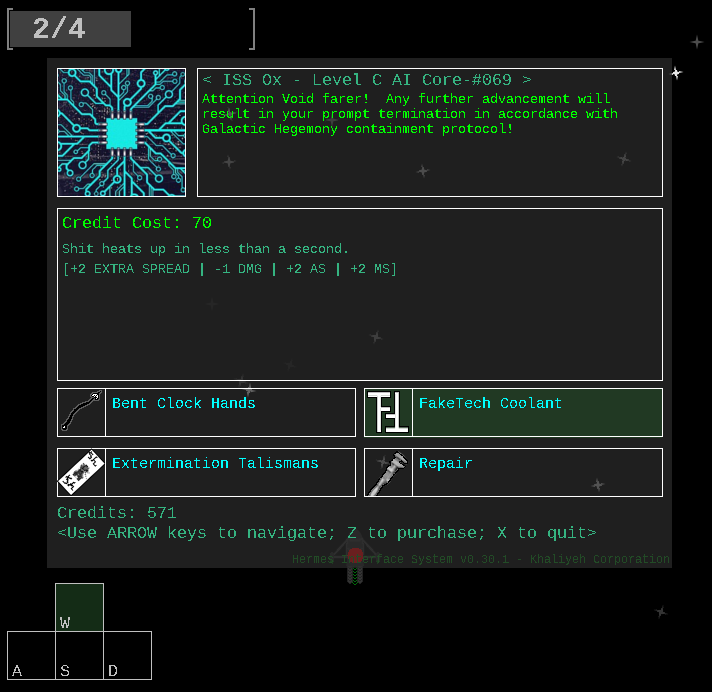 2/4
< ISS Ox - Level C AI Core-#069 >
Attention Void farer!  Any further advancement will
result in your prompt termination in accordance with
Galactic Hegemony containment protocol!
Credit Cost: 70
Shit heats up in less than a second.
[+2 EXTRA SPREAD | -1 DMG | +2 AS | +2 MS]
Bent Clock Hands
FakeTech Coolant
Extermination Talismans
Repair
Credits: 571
<Use ARROW keys to navigate; Z to purchase; X to quit>
Hermes Interface System v0.30.1 - Khaliyeh Corporation
W
A S D